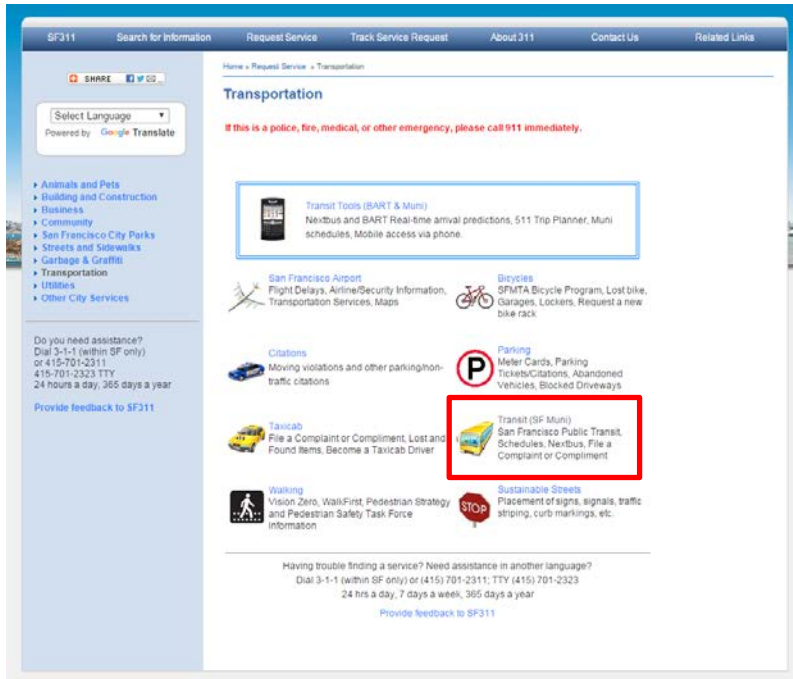 SF311 Search for Information Request Service Track Service Request About 311 Contact Us Related Links
SHARE
Select Language
Powered by Google Translate
Animals and Pets
Building and Construction
Business
Community
San Francisco City Parks
Streets and Sidewalks
Garbage & Graffiti
Transportation
Utilities
Other City Services
Do you need assistance?
Dial 3-1-1 (within SF only)
or 415-701-2311
415-701-2323 TTY
24 hours a day, 365 days a year
Provide feedback to SF311
Home » Request Service » Transportation
Transportation
If this is a police, fire, medical, or other emergency, please call 911 immediately.
Transit Tools (BART & Muni)
Nextbus and BART Real-time arrival predictions, 511 Trip
Planner, Muni
schedules, Mobile access via phone.
San Francisco Airport
Flight Delays, Airline/Security Information,
Transportation Services, Maps
Bicycles
SFMTA Bicycle Program, Lost bike,
Garages, Lockers, Request a new
bike rack
Citations
Moving violations and other parking/non-
traffic citations
P
Parking
Meter Cards, Parking
Tickets/Citations, Abandoned
Vehicles, Blocked Driveways
Taxicab
File a Complaint or Compliment, Lost and
Found Items, Become a Taxicab Driver
Transit (SF Muni)
San Francisco Public Transit,
Schedules, Nextbus, File a
Complaint or Compliment
Walking
Vision Zero, WalkFirst, Pedestrian Strategy
and Pedestrian Safety Task Force
Information
STOP
Sustainable Streets
Placement of signs, signals, traffic
striping, curb markings, etc.
Having trouble finding a service? Need assistance in another language?
Dial 3-1-1 (within SF only) or (415) 701-2311; TTY (415) 701-2323
24 hrs a day, 7 days a week, 365 days a year
Provide feedback to SF311